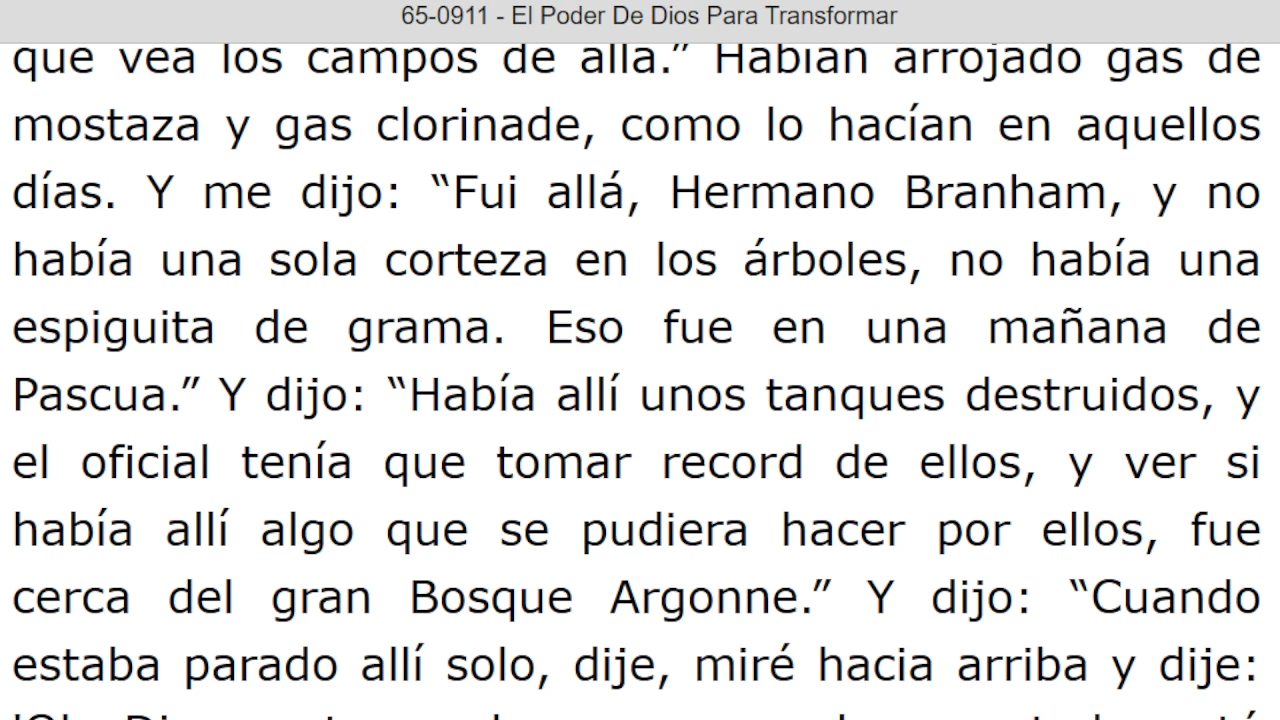 65-0911 - El Poder De Dios Para Transformar
que vea los campos de allá.” Habían arrojado gas de
mostaza y gas clorinade, como lo hacían en aquellos
días. Y me dijo: “Fui allá, Hermano Branham, y no
había una sola corteza en los árboles, no había una
espiguita de grama. Eso fue en una mañana de
Pascua.” Y dijo: “Había allí unos tanques destruidos, y
el oficial tenía que tomar record de ellos, y ver si
había allí algo que se pudiera hacer por ellos, fue
cerca del gran Bosque Argonne.” Y dijo: “Cuando
estaba parado allí solo, dije, miré hacia arriba y dije: